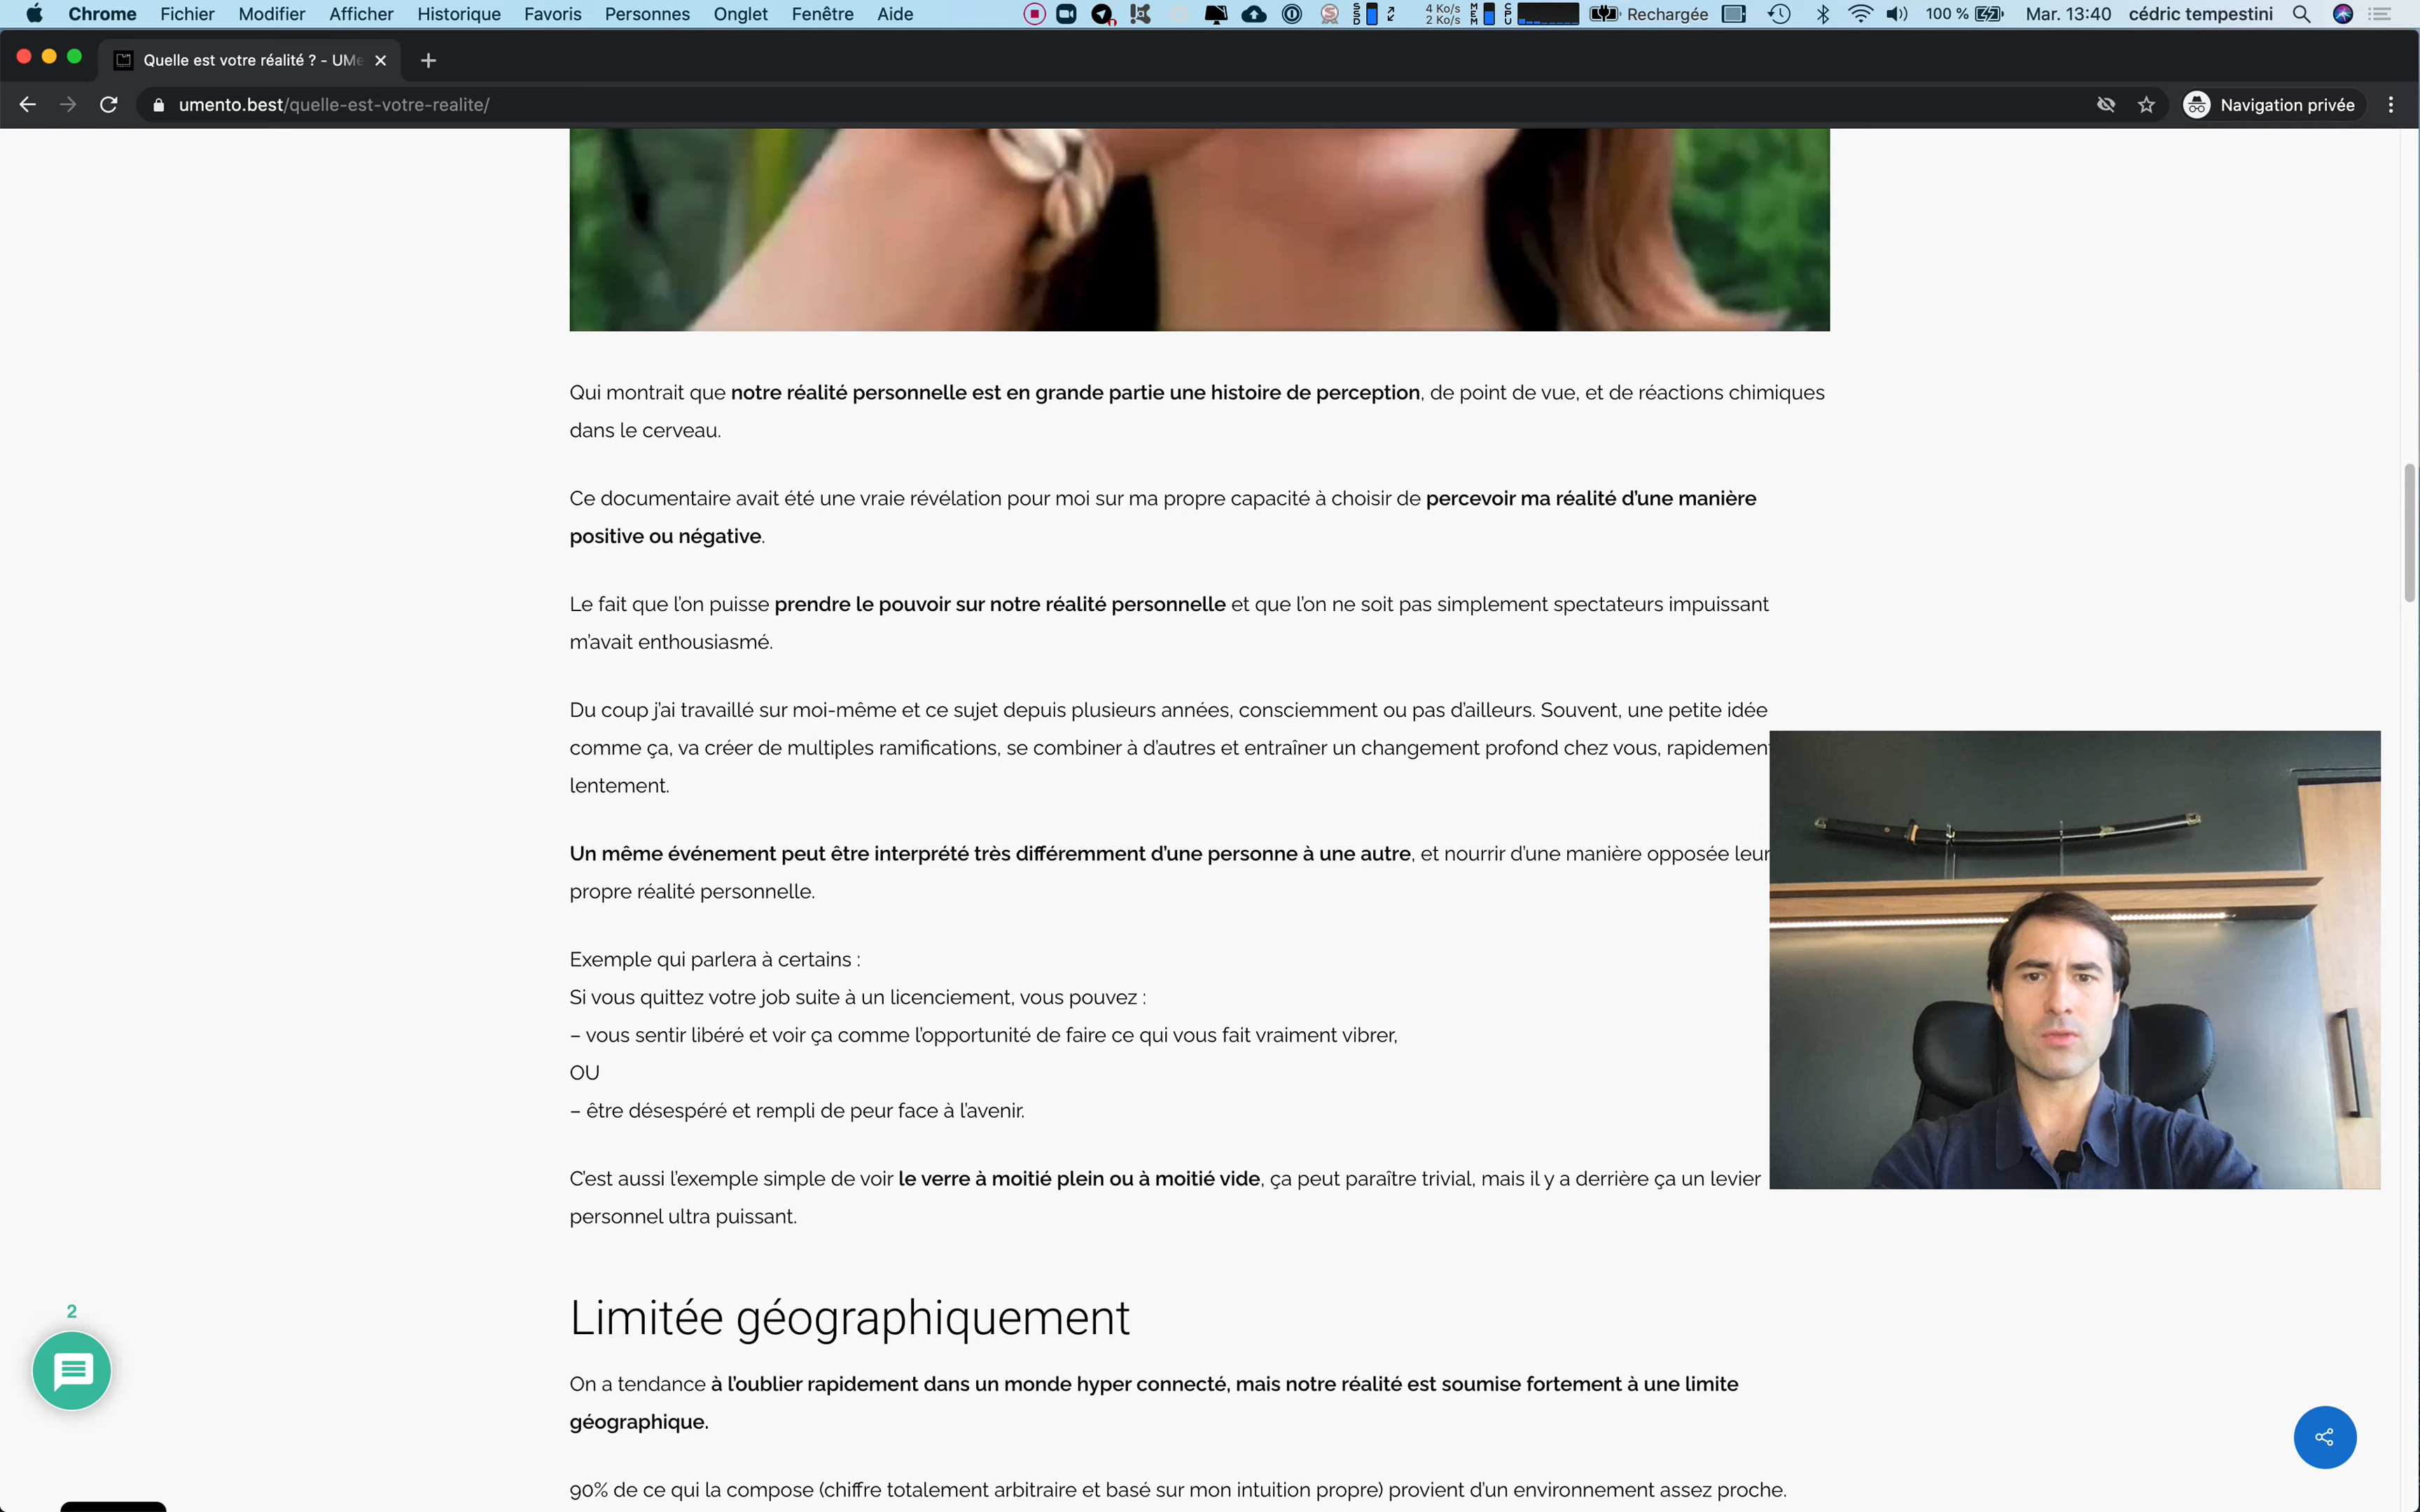 Chrome Fichier Modifier Afficher Historique Favoris Personnes Onglet Fenêtre Aide 4 Ko/s 2 Ko/s Rechargée 100 % Mar. 13:40 cédric tempestini
Quelle est votre réalité ? - UMe
umento.best/quelle-est-votre-realite/ Navigation privée
Qui montrait que notre réalité personnelle est en grande partie une histoire de perception, de point de vue, et de réactions chimiques
dans le cerveau.
Ce documentaire avait été une vraie révélation pour moi sur ma propre capacité à choisir de percevoir ma réalité d'une manière
positive ou négative.
Le fait que l'on puisse prendre le pouvoir sur notre réalité personnelle et que l'on ne soit pas simplement spectateurs impuissant
m'avait enthousiasmé.
Du coup j'ai travaillé sur moi-même et ce sujet depuis plusieurs années, consciemment ou pas d'ailleurs. Souvent, une petite idée
comme ça, va créer de multiples ramifications, se combiner à d'autres et entraîner un changement profond chez vous, rapidement
lentement.
Un même événement peut être interprété très différemment d'une personne à une autre, et nourrir d'une manière opposée leur
propre réalité personnelle.
Exemple qui parlera à certains :
Si vous quittez votre job suite à un licenciement, vous pouvez :
– vous sentir libéré et voir ça comme l'opportunité de faire ce qui vous fait vraiment vibrer,
OU
– être désespéré et rempli de peur face à l'avenir.
C'est aussi l'exemple simple de voir le verre à moitié plein ou à moitié vide, ça peut paraître trivial, mais il y a derrière ça un levier
personnel ultra puissant.
2
Limitée géographiquement
On a tendance à l'oublier rapidement dans un monde hyper connecté, mais notre réalité est soumise fortement à une limite
géographique.
90% de ce qui la compose (chiffre totalement arbitraire et basé sur mon intuition propre) provient d'un environnement assez proche.